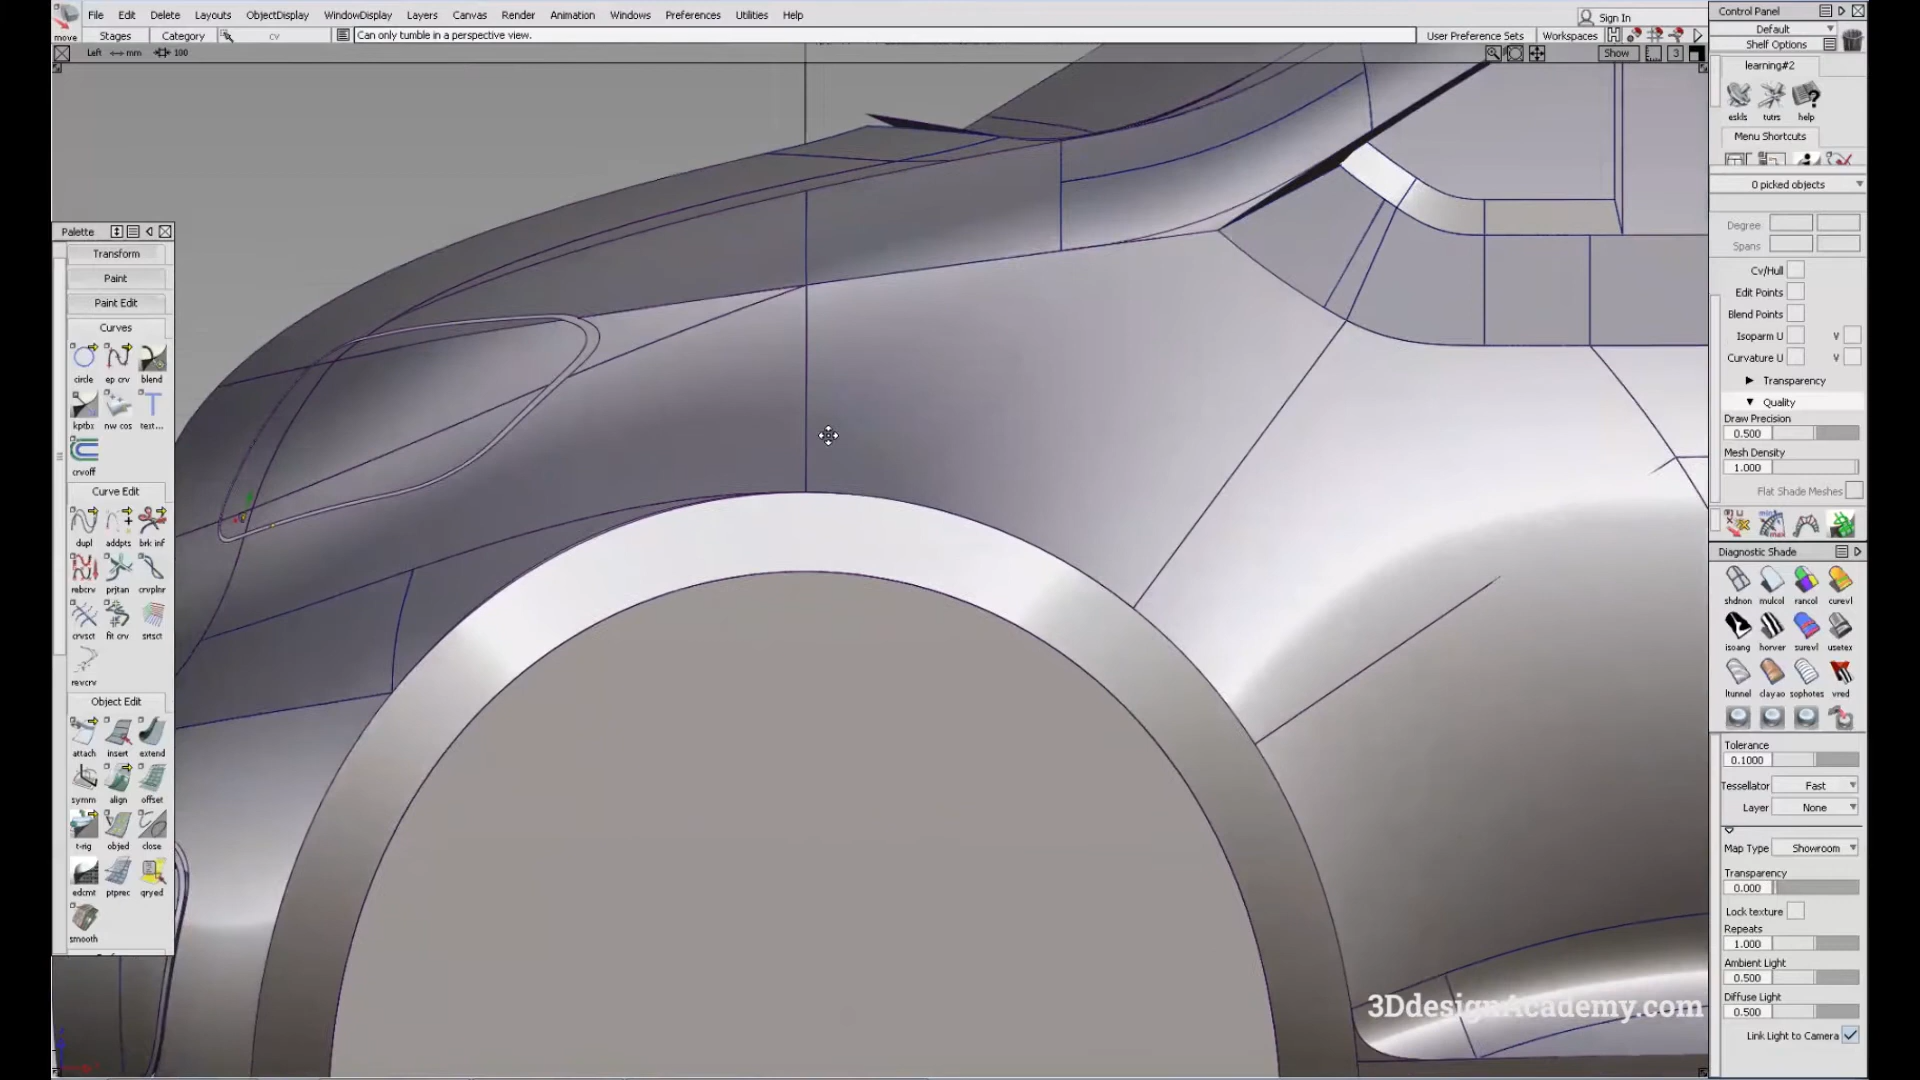 File Edit Delete Layouts ObjectDisplay WindowDisplay Layers Canvas Render Animation Windows Preferences Utilities Help
Sign In
move
Stages Category cv Can only tumble in a perspective view.
User Preference Sets Workspaces
Left mm 100
Show 3
Control Panel
Default
Shelf Options
learning#2
eskls tutrs help
Menu Shortcuts
0 picked objects
Degree
Spans
Cv/Hull
Edit Points
Blend Points
Isoparm U V
Curvature U V
Transparency
Quality
Draw Precision
0.500
Mesh Density
1.000
Flat Shade Meshes
Diagnostic Shade
shdnon mulcol rancol curevl
isoang horver surevl usetex
ltunnel clayao sophotes vred
Tolerance
0.1000
Tessellator Fast
Layer None
Map Type Showroom
Transparency
0.000
Lock texture
Repeats
1.000
Ambient Light
0.500
Diffuse Light
0.500
Link Light to Camera
Palette
Transform
Paint
Paint Edit
Curves
circle ep crv blend
kptbx nw cos text...
crvoff
Curve Edit
dupl addpts brk inf
rebcrv prjtan crvplnr
crvsct fit crv srtsct
revcrv
Object Edit
attach insert extend
symm align offset
t-rig objed close
edcmt ptprec qryed
smooth
3DdesignAcademy.com